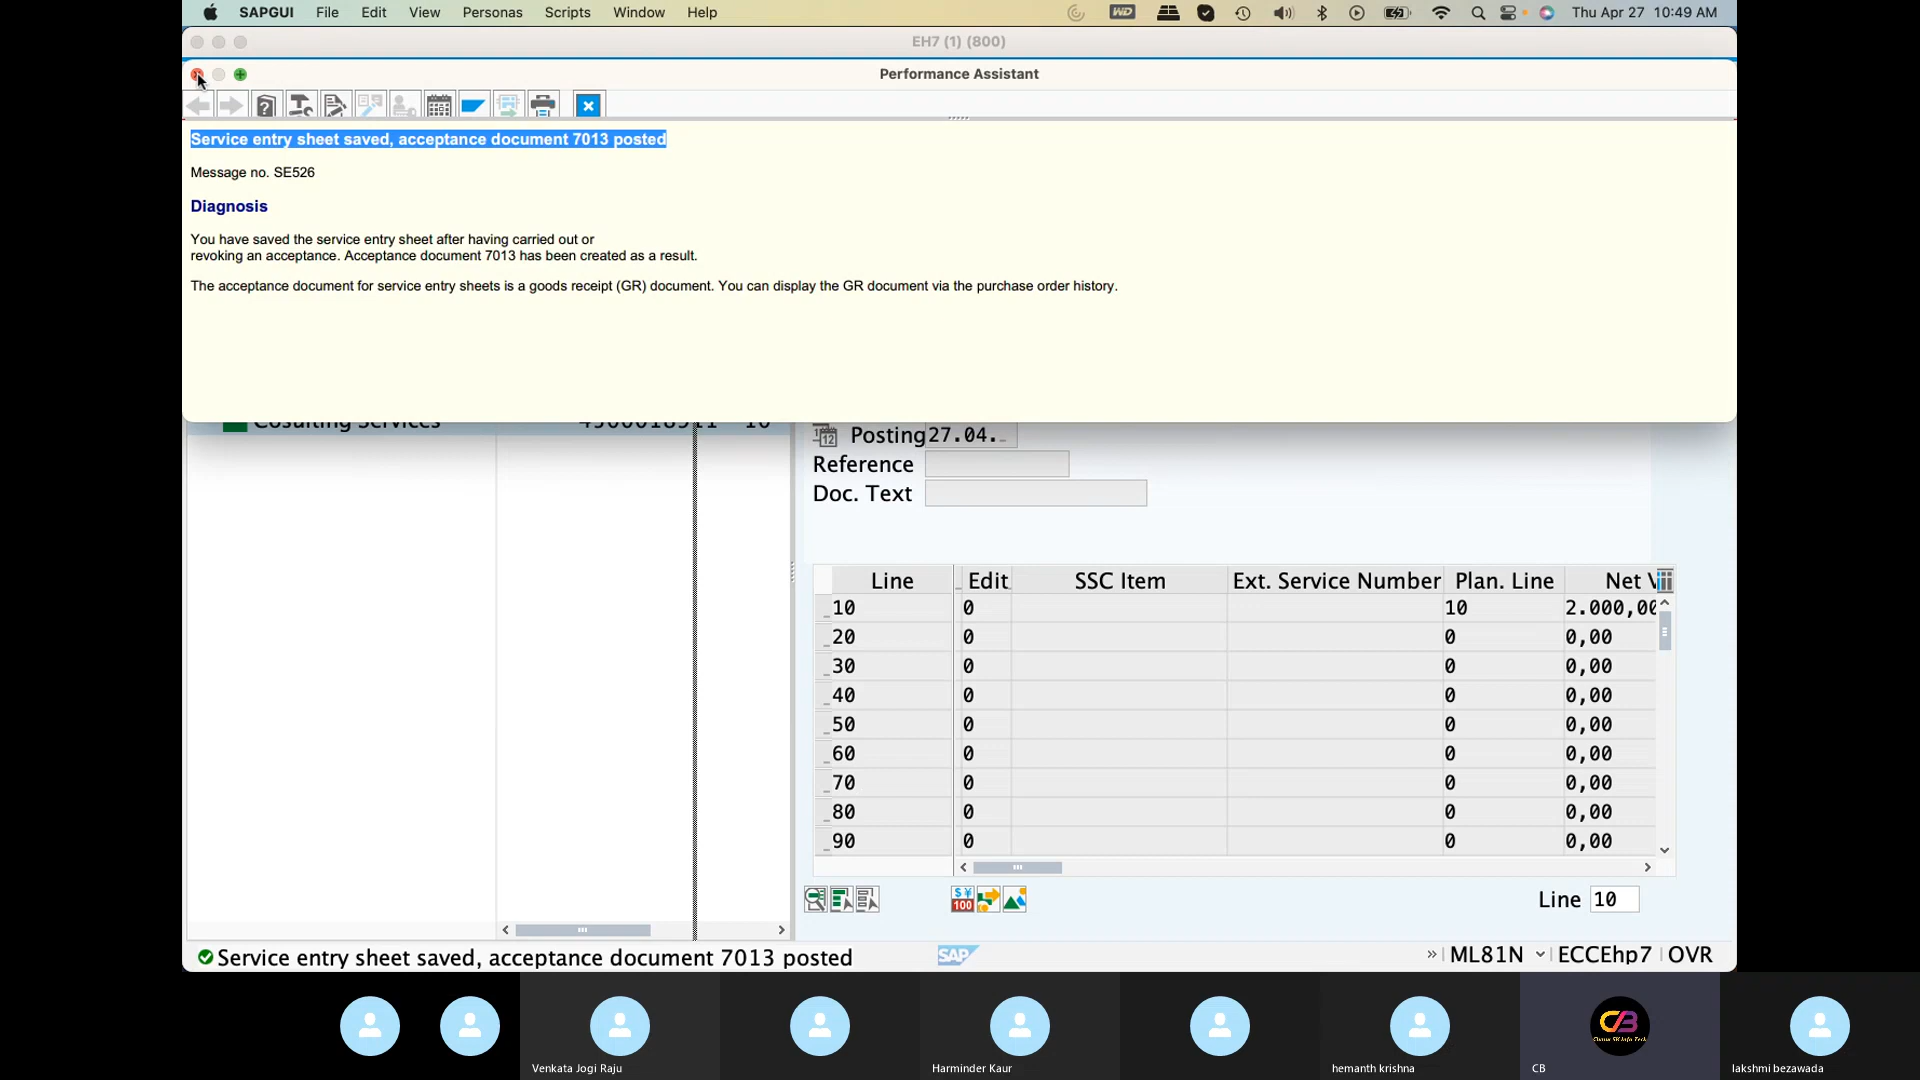 SAPGUI File Edit View Personas Scripts Window Help
WD
Thu Apr 27 10:49 AM
EH7 (1) (800)
Performance Assistant
Service entry sheet saved, acceptance document 7013 posted
Message no. SE526
Diagnosis
You have saved the service entry sheet after having carried out or
revoking an acceptance. Acceptance document 7013 has been created as a result.
The acceptance document for service entry sheets is a goods receipt (GR) document. You can display the GR document via the purchase order history.
Cosulting Services 10
Posting 27.04.
Reference
Doc. Text
Line Edit SSC Item Ext. Service Number Plan. Line Net V
10 0 10 2.000,00
20 0 0 0,00
30 0 0 0,00
40 0 0 0,00
50 0 0 0,00
60 0 0 0,00
70 0 0 0,00
80 0 0 0,00
90 0 0 0,00
Line 10
Service entry sheet saved, acceptance document 7013 posted
SAP
ML81N ECCEhp7 OVR
Venkata Jogi Raju
Harminder Kaur
hemanth krishna
CB
CB
lakshmi bezawada